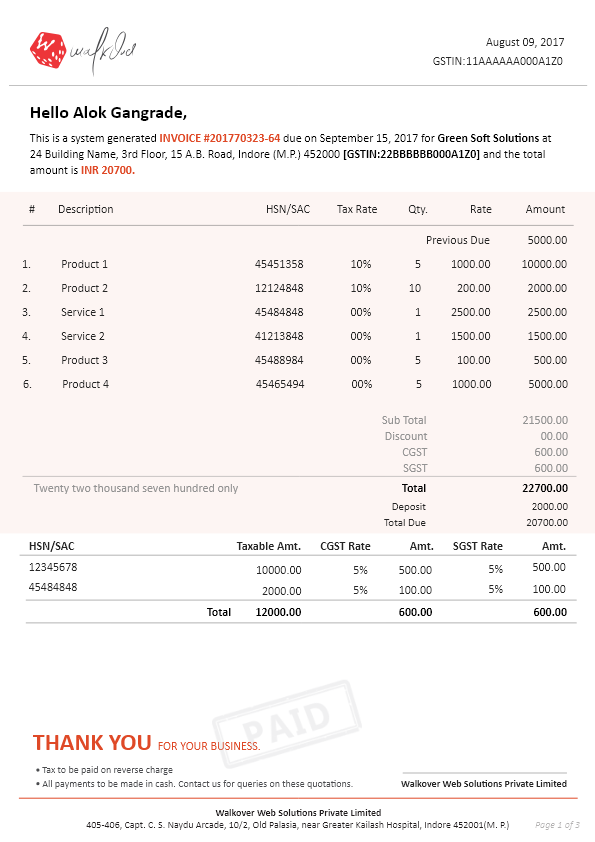 walkover
August 09, 2017
GSTIN:11AAAAAA000A1Z0
Hello Alok Gangrade,
This is a system generated INVOICE #201770323-64 due on September 15, 2017 for Green Soft Solutions at
24 Building Name, 3rd Floor, 15 A.B. Road, Indore (M.P.) 452000 [GSTIN:22BBBBBB000A1Z0] and the total
amount is INR 20700.
# Description HSN/SAC Tax Rate Qty. Rate Amount
Previous Due 5000.00
1. Product 1 45451358 10% 5 1000.00 10000.00
2. Product 2 12124848 10% 10 200.00 2000.00
3. Service 1 45484848 00% 1 2500.00 2500.00
4. Service 2 41213848 00% 1 1500.00 1500.00
5. Product 3 45488984 00% 5 100.00 500.00
6. Product 4 45465494 00% 5 1000.00 5000.00
Sub Total 21500.00
Discount 00.00
CGST 600.00
SGST 600.00
Twenty two thousand seven hundred only Total 22700.00
Deposit 2000.00
Total Due 20700.00
HSN/SAC Taxable Amt. CGST Rate Amt. SGST Rate Amt.
12345678 10000.00 5% 500.00 5% 500.00
45484848 2000.00 5% 100.00 5% 100.00
Total 12000.00 600.00 600.00
PAID
THANK YOU FOR YOUR BUSINESS.
• Tax to be paid on reverse charge
• All payments to be made in cash. Contact us for queries on these quotations.
Walkover Web Solutions Private Limited
Walkover Web Solutions Private Limited
405-406, Capt. C. S. Naydu Arcade, 10/2, Old Palasia, near Greater Kailash Hospital, Indore 452001(M. P.)
Page 1 of 3